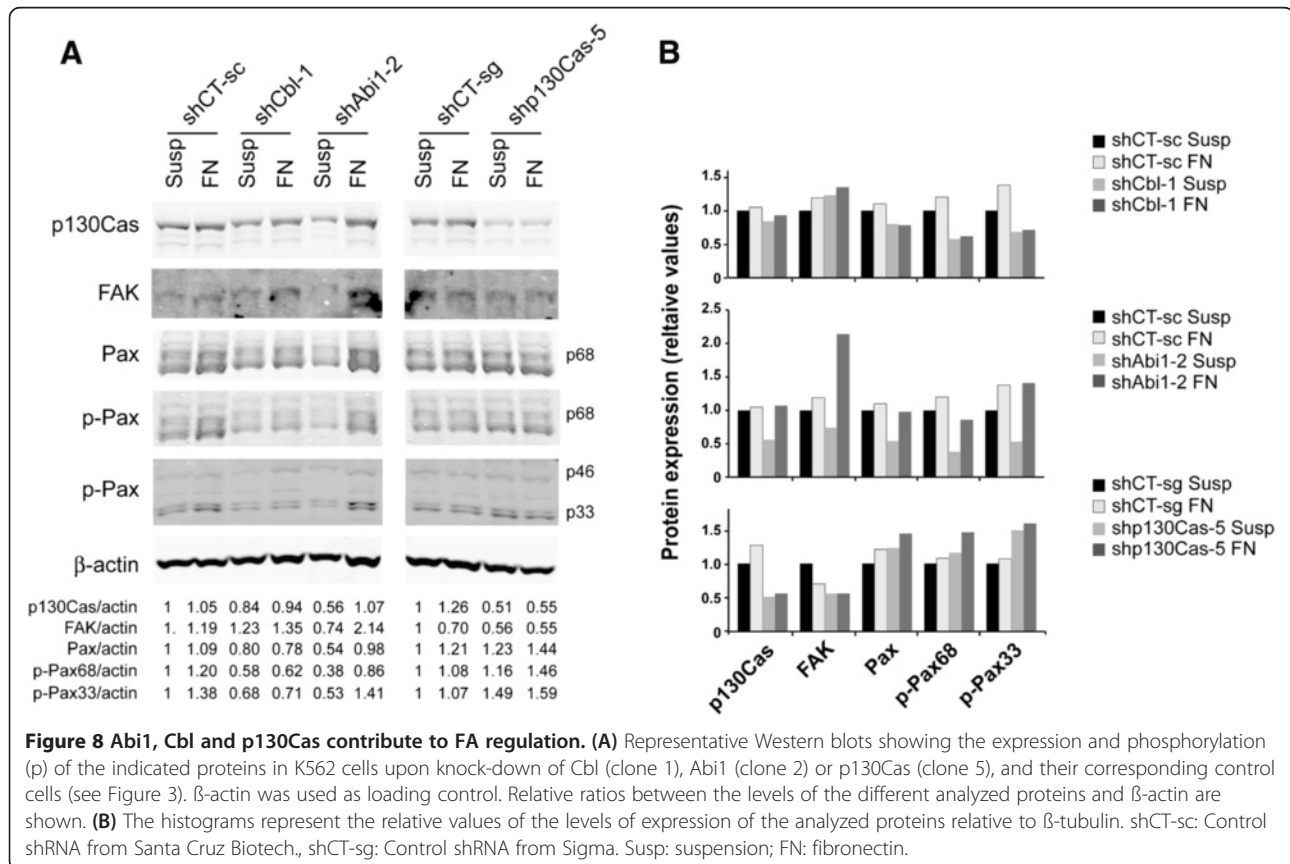 A
shCT-sc
shCbl-1
shAbi1-2
shCT-sg
shp130Cas-5
Susp FN Susp FN Susp FN Susp FN Susp FN
p130Cas
FAK
Pax p68
p-Pax p68
p-Pax p46
p33
β-actin
p130Cas/actin 1 1.05 0.84 0.94 0.56 1.07 1 1.26 0.51 0.55
FAK/actin 1. 1.19 1.23 1.35 0.74 2.14 1 0.70 0.56 0.55
Pax/actin 1 1.09 0.80 0.78 0.54 0.98 1 1.21 1.23 1.44
p-Pax68/actin 1 1.20 0.58 0.62 0.38 0.86 1 1.08 1.16 1.46
p-Pax33/actin 1 1.38 0.68 0.71 0.53 1.41 1 1.07 1.49 1.59
B
Protein expression (reltaive values)
1.5
1.0
0.5
0
shCT-sc Susp
shCT-sc FN
shCbl-1 Susp
shCbl-1 FN
2.5
2.0
1.5
1.0
0.5
0
shCT-sc Susp
shCT-sc FN
shAbi1-2 Susp
shAbi1-2 FN
1.5
1.0
0.5
0
shCT-sg Susp
shCT-sg FN
shp130Cas-5 Susp
shp130Cas-5 FN
p130Cas
FAK
Pax
p-Pax68
p-Pax33
Figure 8 Abi1, Cbl and p130Cas contribute to FA regulation. (A) Representative Western blots showing the expression and phosphorylation
(p) of the indicated proteins in K562 cells upon knock-down of Cbl (clone 1), Abi1 (clone 2) or p130Cas (clone 5), and their corresponding control
cells (see Figure 3). ß-actin was used as loading control. Relative ratios between the levels of the different analyzed proteins and ß-actin are
shown. (B) The histograms represent the relative values of the levels of expression of the analyzed proteins relative to ß-tubulin. shCT-sc: Control
shRNA from Santa Cruz Biotech., shCT-sg: Control shRNA from Sigma. Susp: suspension; FN: fibronectin.